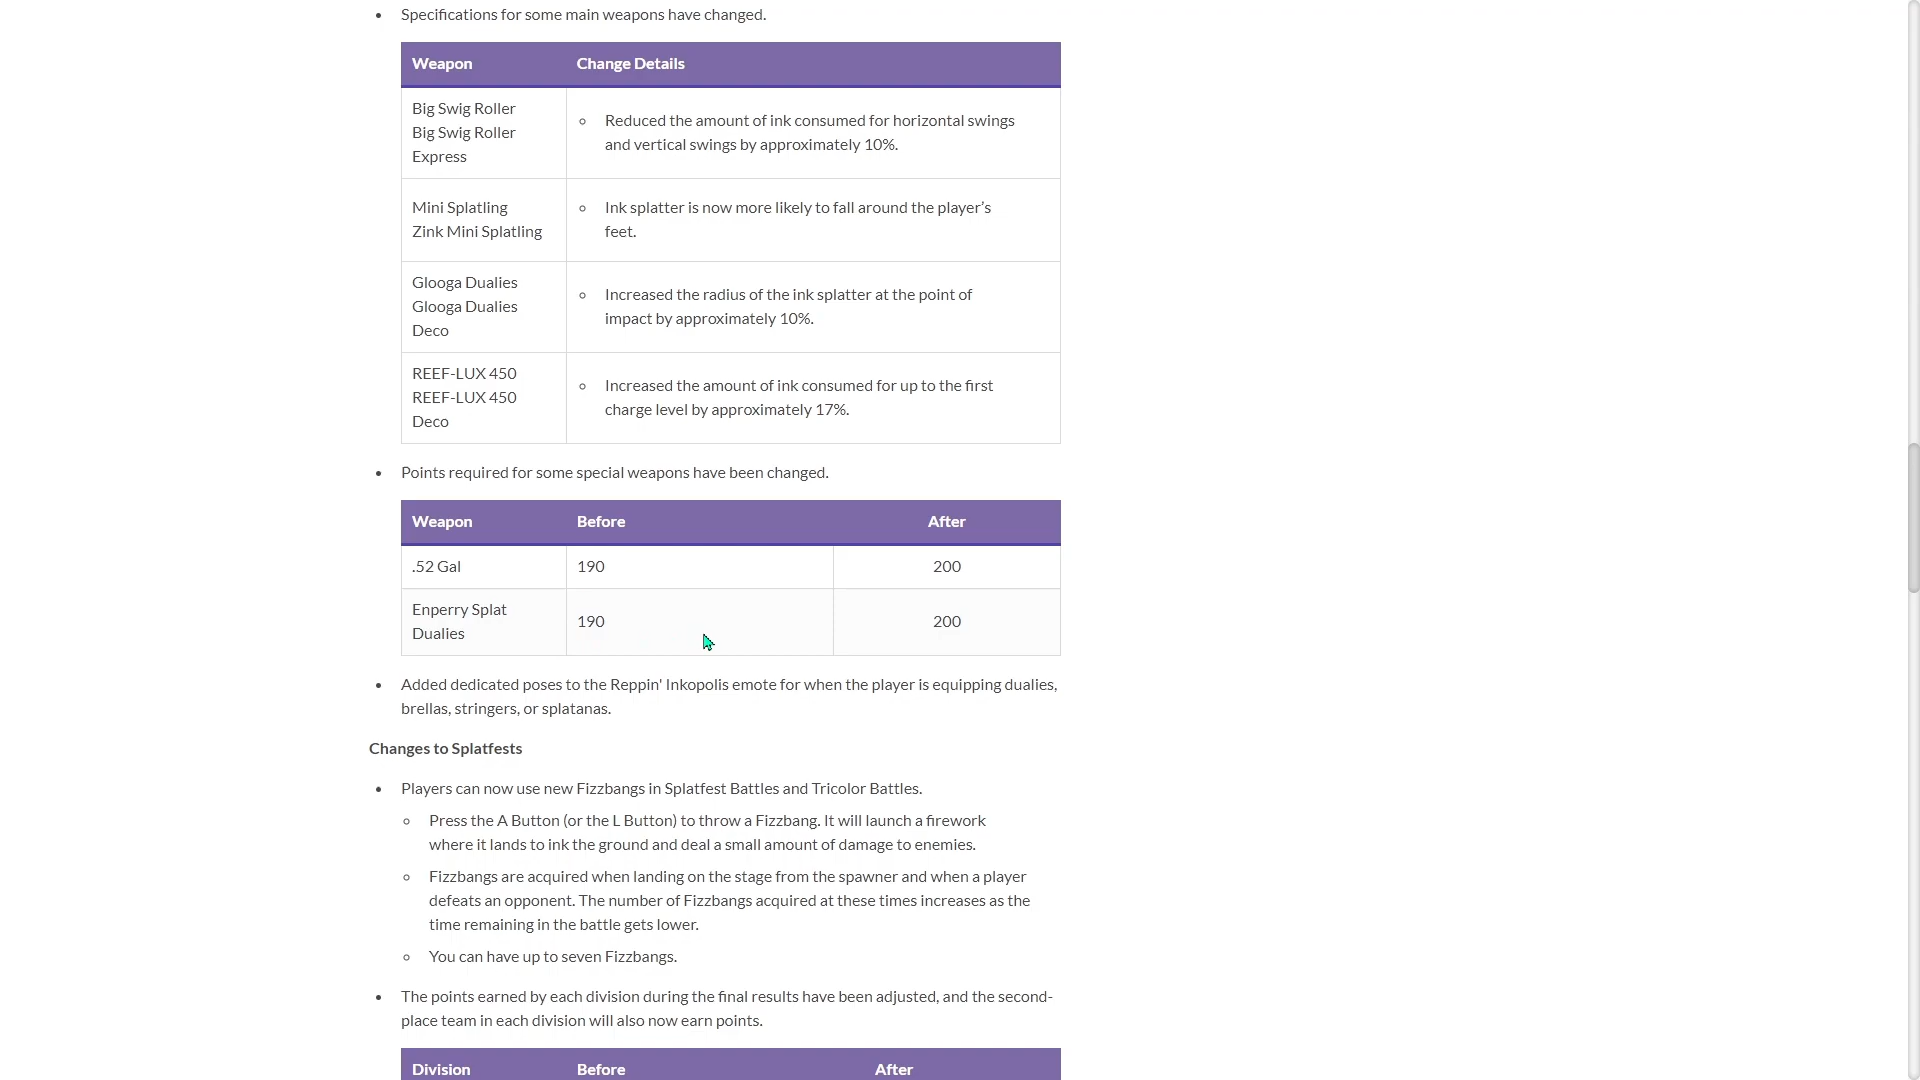 Specifications for some main weapons have changed.
Weapon Change Details
Big Swig Roller
Big Swig Roller
Express
Reduced the amount of ink consumed for horizontal swings
and vertical swings by approximately 10%.
Mini Splatling
Zink Mini Splatling
Ink splatter is now more likely to fall around the player’s
feet.
Glooga Dualies
Glooga Dualies
Deco
Increased the radius of the ink splatter at the point of
impact by approximately 10%.
REEF-LUX 450
REEF-LUX 450
Deco
Increased the amount of ink consumed for up to the first
charge level by approximately 17%.
Points required for some special weapons have been changed.
Weapon Before After
.52 Gal 190 200
Enperry Splat
Dualies
190 200
Added dedicated poses to the Reppin' Inkopolis emote for when the player is equipping dualies,
brellas, stringers, or splatanas.
Changes to Splatfests
Players can now use new Fizzbangs in Splatfest Battles and Tricolor Battles.
Press the A Button (or the L Button) to throw a Fizzbang. It will launch a firework
where it lands to ink the ground and deal a small amount of damage to enemies.
Fizzbangs are acquired when landing on the stage from the spawner and when a player
defeats an opponent. The number of Fizzbangs acquired at these times increases as the
time remaining in the battle gets lower.
You can have up to seven Fizzbangs.
The points earned by each division during the final results have been adjusted, and the second-
place team in each division will also now earn points.
Division Before After